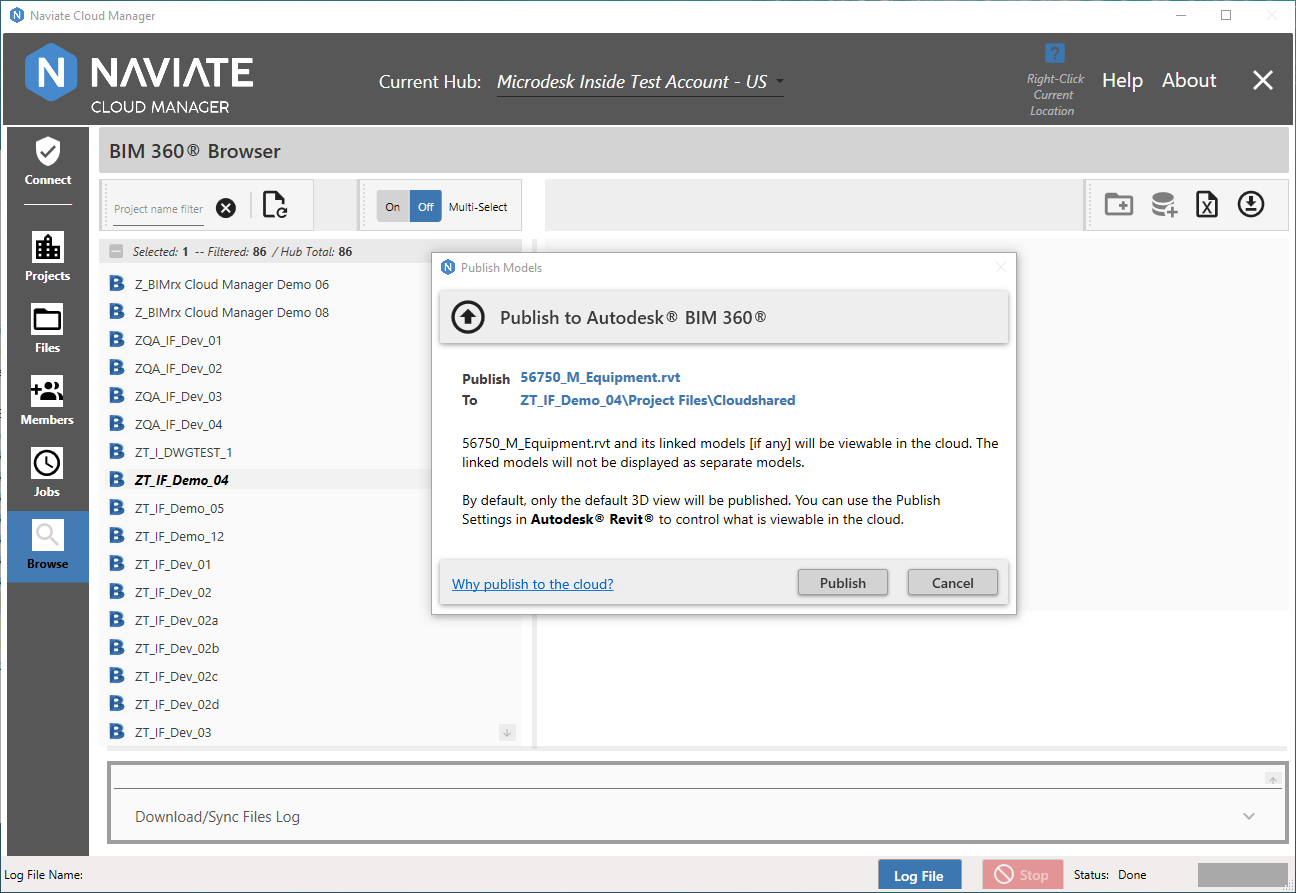 Naviate Cloud Manager
NAVIATE
CLOUD MANAGER
Current Hub: Microdesk Inside Test Account - US
?
Right-Click
Current
Location
Help About
Connect
Projects
Files
Members
Jobs
Browse
BIM 360® Browser
Project name filter
On Off Multi-Select
Selected: 1 -- Filtered: 86 / Hub Total: 86
B Z_BIMrx Cloud Manager Demo 06
B Z_BIMrx Cloud Manager Demo 08
B ZQA_IF_Dev_01
B ZQA_IF_Dev_02
B ZQA_IF_Dev_03
B ZQA_IF_Dev_04
B ZT_I_DWGTEST_1
B ZT_IF_Demo_04
B ZT_IF_Demo_05
B ZT_IF_Demo_12
B ZT_IF_Dev_01
B ZT_IF_Dev_02
B ZT_IF_Dev_02a
B ZT_IF_Dev_02b
B ZT_IF_Dev_02c
B ZT_IF_Dev_02d
B ZT_IF_Dev_03
Publish Models
Publish to Autodesk® BIM 360®
Publish 56750_M_Equipment.rvt
To ZT_IF_Demo_04\Project Files\Cloudshared
56750_M_Equipment.rvt and its linked models [if any] will be viewable in the cloud. The
linked models will not be displayed as separate models.
By default, only the default 3D view will be published. You can use the Publish
Settings in Autodesk® Revit® to control what is viewable in the cloud.
Why publish to the cloud?
Publish
Cancel
Download/Sync Files Log
Log File Name:
Log File
Stop
Status: Done